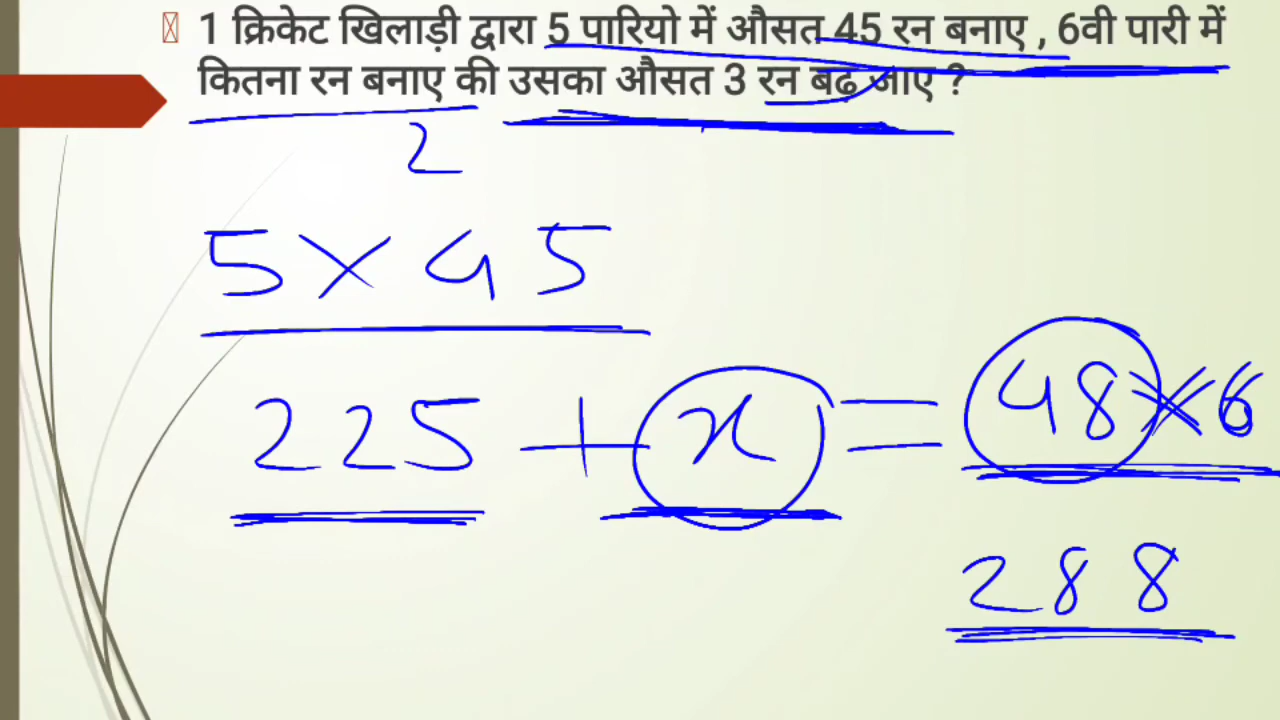 1 क्रिकेट खिलाड़ी द्वारा 5 पारियो में औसत 45 रन बनाए , 6वी पारी में
कितना रन बनाए की उसका औसत 3 रन बढ जाए ?
2
5 × 45
225 + x = 48 × 6
288